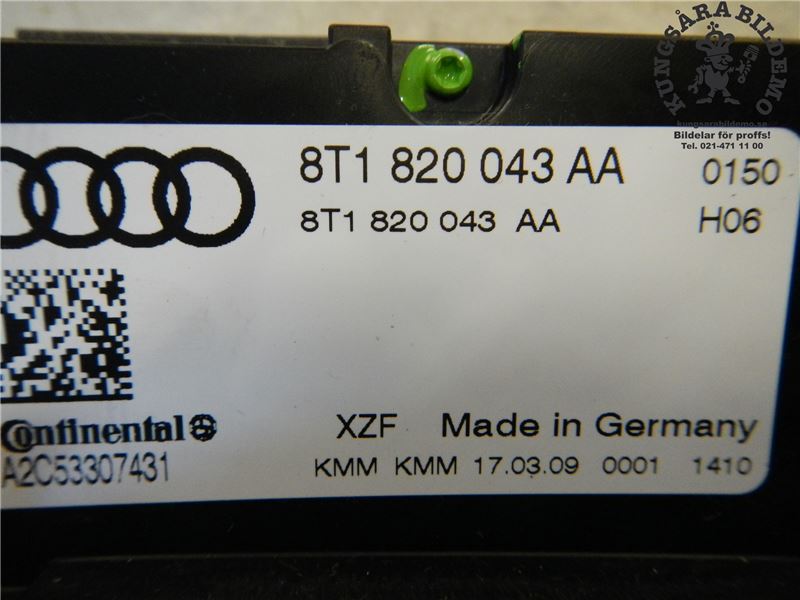 KUNGSÅRA BILDEMO
kungsarabildemo.se
Bildelar för proffs!
Tel. 021-471 11 00
8T1 820 043 AA 0150
8T1 820 043 AA H06
Continental
XZF Made in Germany
A2C53307431
KMM KMM 17.03.09 0001 1410